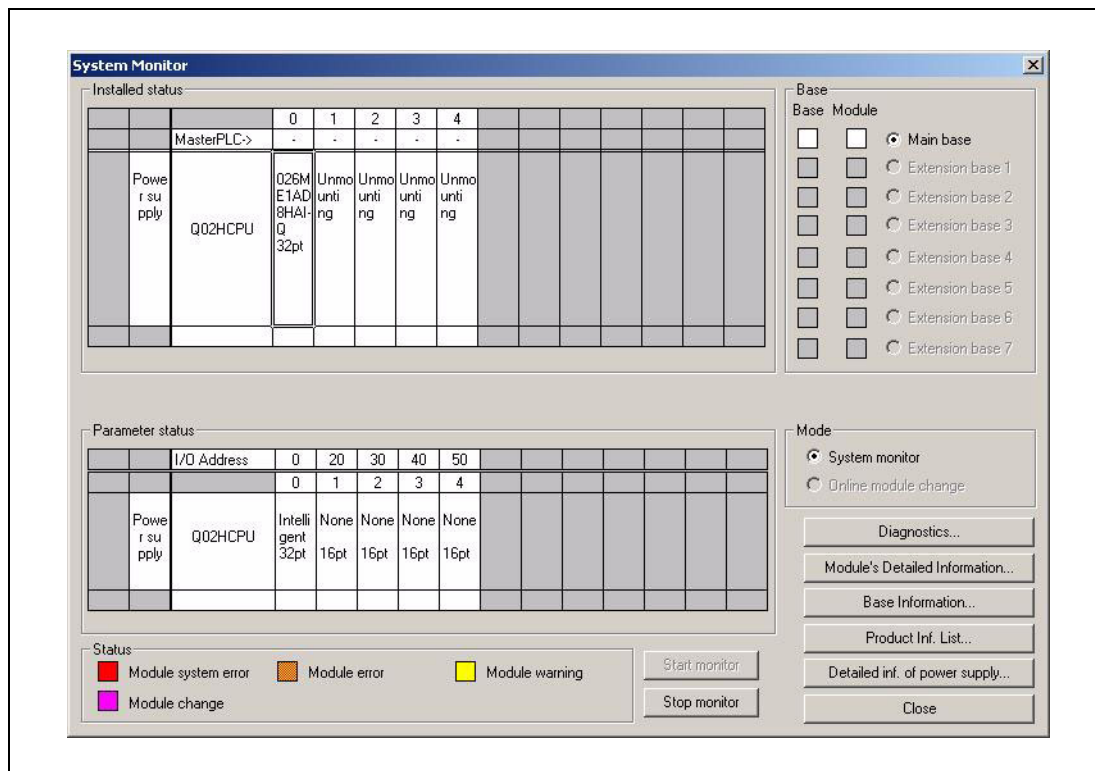 System Monitor
Installed status
0 1 2 3 4
MasterPLC-> - - - - -
Powe
r su
pply
Q02HCPU
026M
E1AD
8HAI-
Q
32pt
Unmo
unti
ng
Unmo
unti
ng
Unmo
unti
ng
Unmo
unti
ng
Base
Base Module
Main base
Extension base 1
Extension base 2
Extension base 3
Extension base 4
Extension base 5
Extension base 6
Extension base 7
Parameter status
I/O Address 0 20 30 40 50
0 1 2 3 4
Powe
r su
pply
Q02HCPU
Intelli
gent
32pt
None
16pt
None
16pt
None
16pt
None
16pt
Mode
System monitor
Online module change
Diagnostics...
Module's Detailed Information...
Base Information...
Product Inf. List...
Detailed inf. of power supply...
Close
Status
Module system error
Module error
Module warning
Module change
Start monitor
Stop monitor